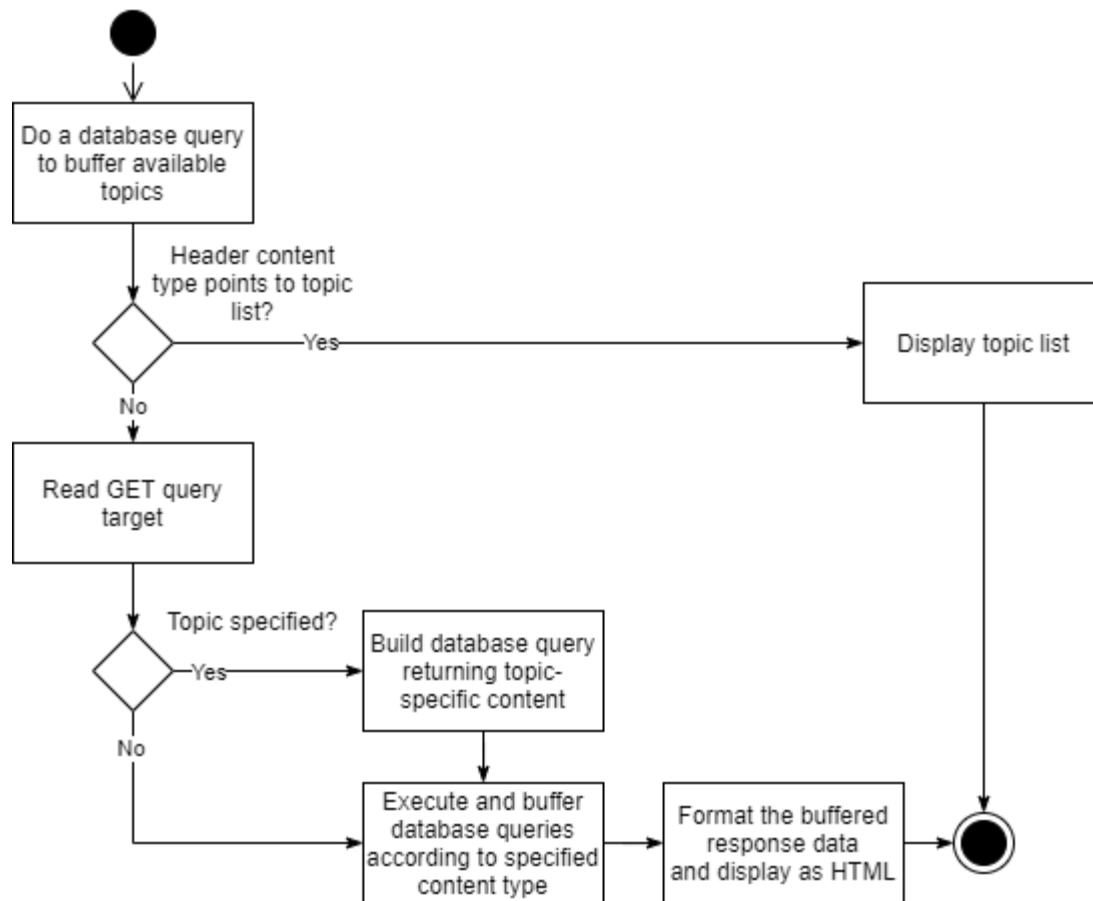 Do a database query
to buffer available
topics
Header content
type points to topic
list?
Yes
Display topic list
No
Read GET query
target
Topic specified?
Yes
Build database query
returning topic-
specific content
No
Execute and buffer
database queries
according to specified
content type
Format the buffered
response data
and display as HTML